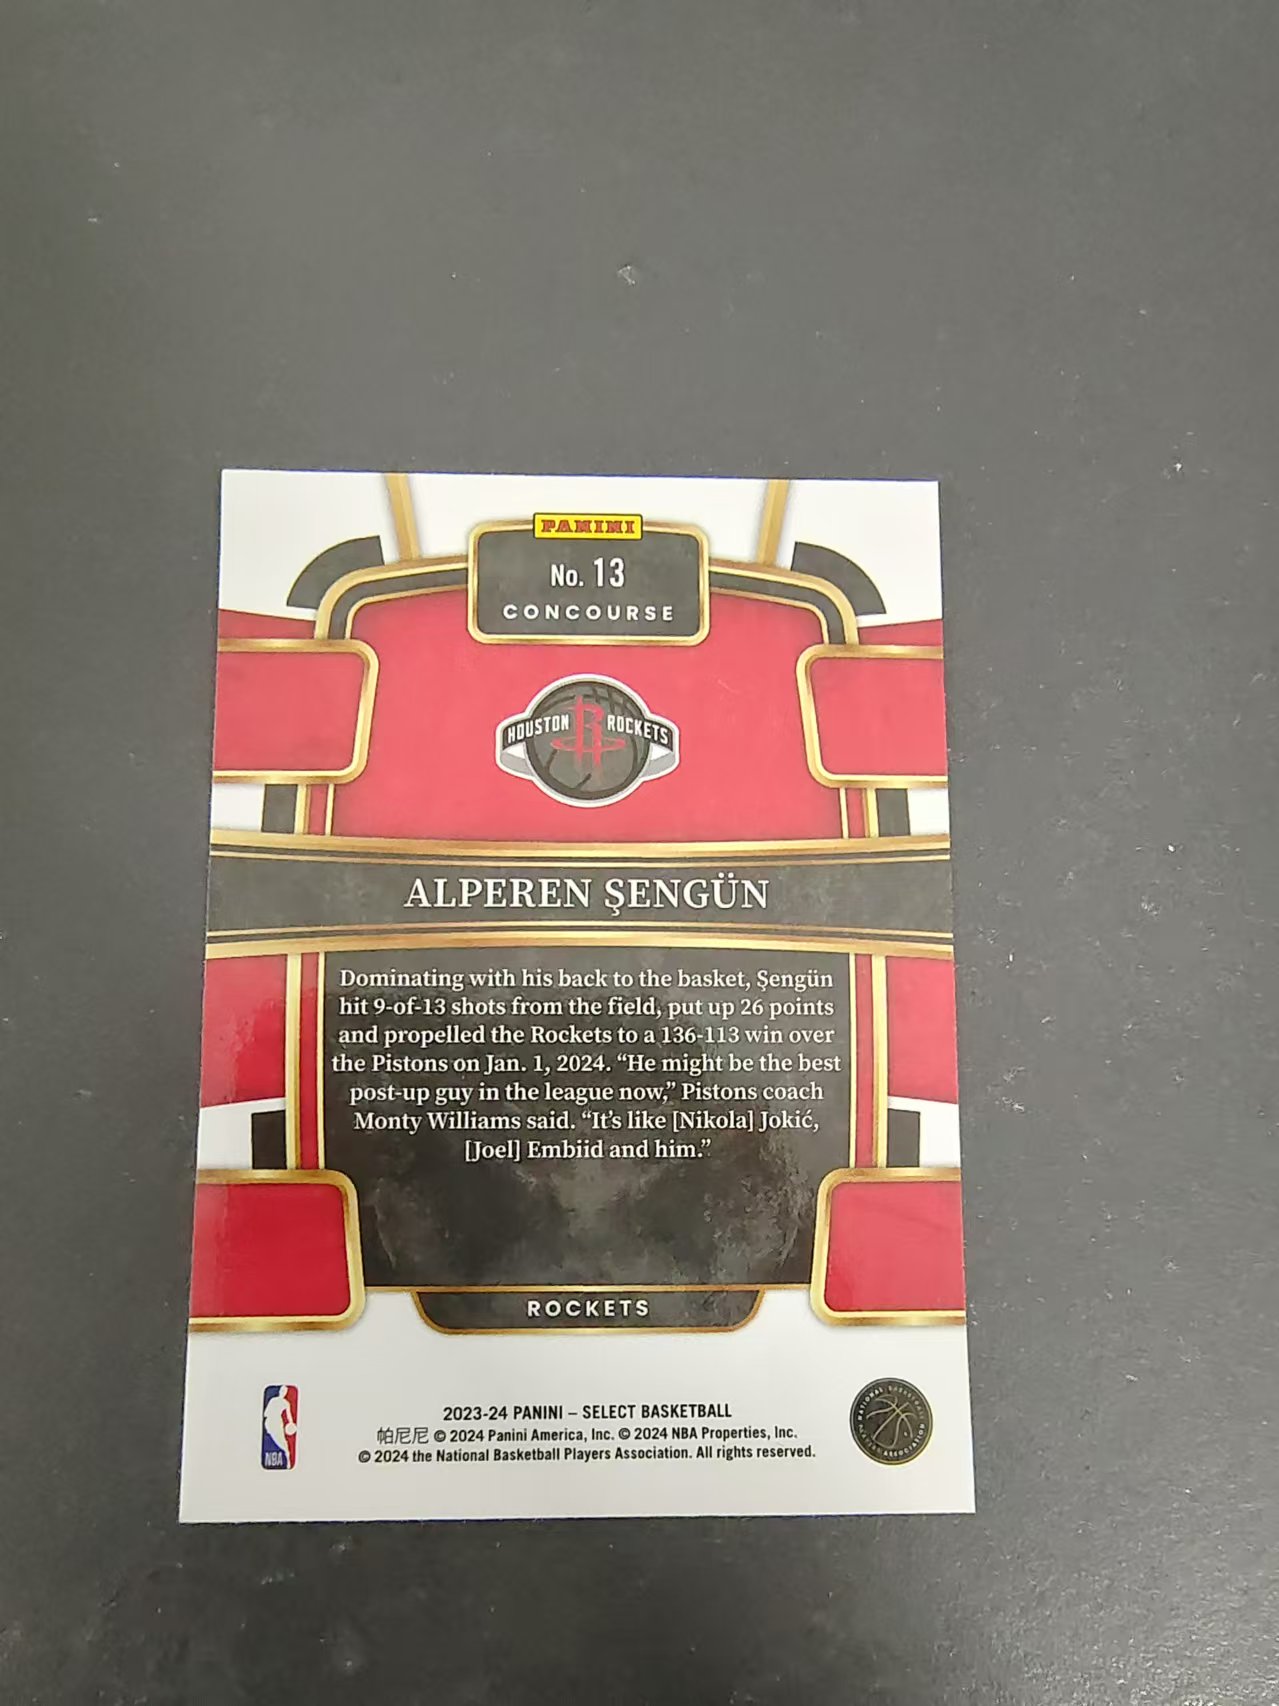 PANINI
No. 13
CONCOURSE
HOUSTON ROCKETS
ALPEREN ŞENGÜN
Dominating with his back to the basket, Şengün
hit 9-of-13 shots from the field, put up 26 points
and propelled the Rockets to a 136-113 win over
the Pistons on Jan. 1, 2024. “He might be the best
post-up guy in the league now,” Pistons coach
Monty Williams said. “It’s like [Nikola] Jokić,
[Joel] Embiid and him.”
ROCKETS
2023-24 PANINI – SELECT BASKETBALL
帕尼尼 © 2024 Panini America, Inc. © 2024 NBA Properties, Inc.
© 2024 the National Basketball Players Association. All rights reserved.
NBA
NATIONAL BASKETBALL
PLAYERS ASSOCIATION